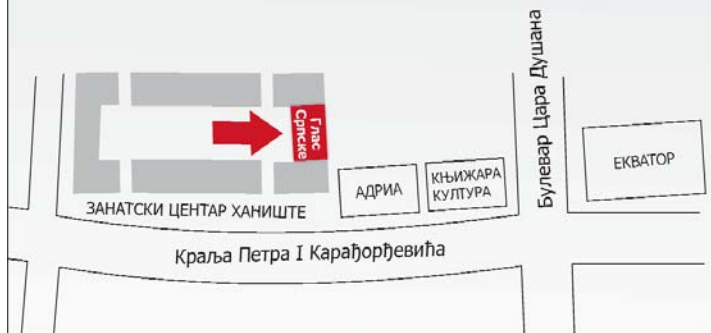 Булевар Цара Душана
Глас
Српске
ЕКВАТОР
АДРИА
КЊИЖАРА
КУЛТУРА
ЗАНАТСКИ ЦЕНТАР ХАНИШТЕ
Краља Петра I Карађорђевића